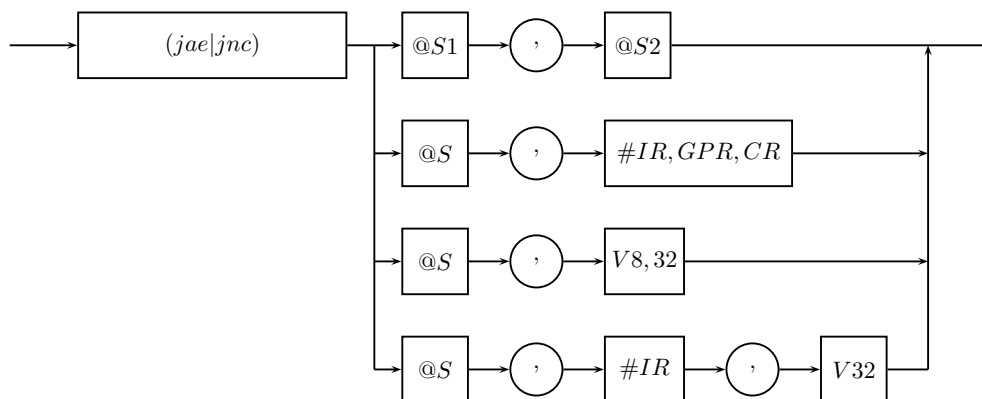 (jae|jnc) @S1 , @S2
@S , #IR, GPR, CR
@S , V8, 32
@S , #IR , V32